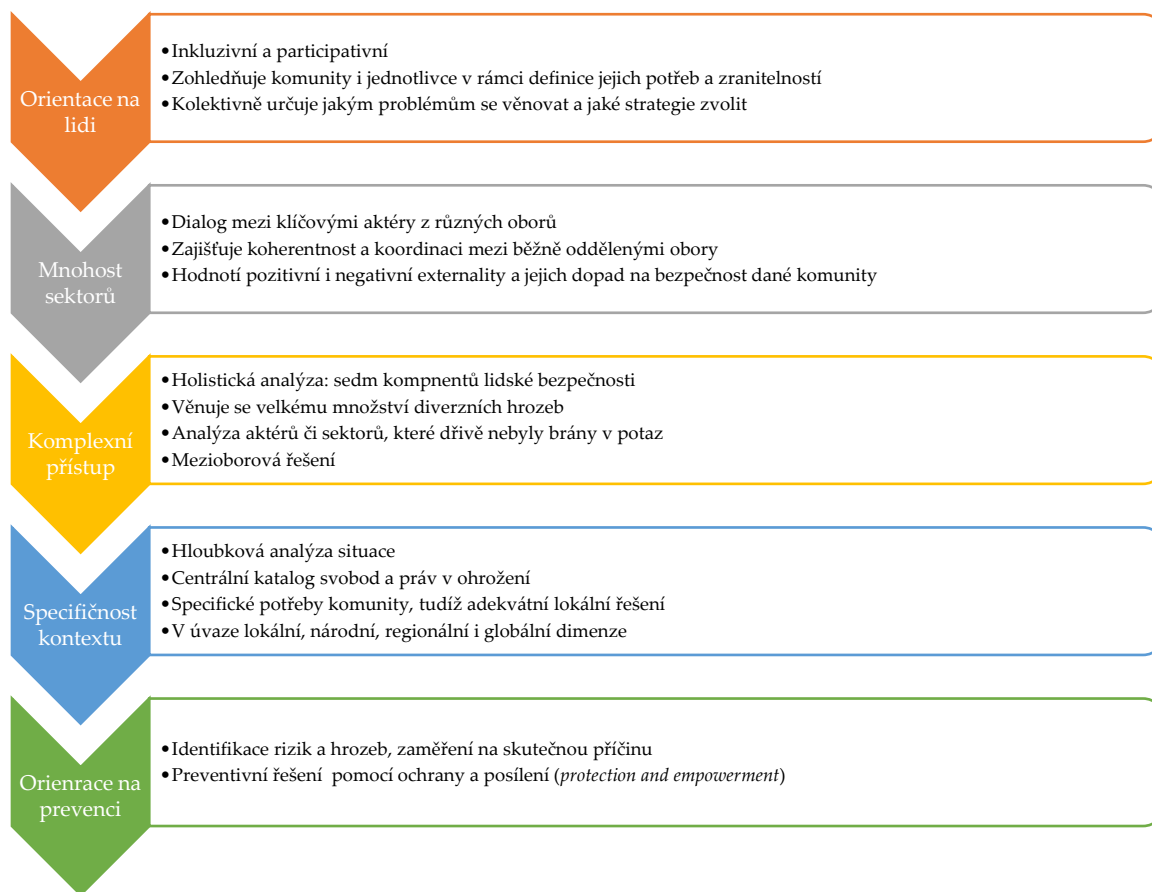 Orientace na
lidi
•Inkluzivní a participativní
•Zohledňuje komunity i jednotlivce v rámci definice jejich potřeb a zranitelností
•Kolektivně určuje jakým problémům se věnovat a jaké strategie zvolit
Mnohost
sektorů
•Dialog mezi klíčovými aktéry z různých oborů
•Zajišťuje koherentnost a koordinaci mezi běžně oddělenými obory
•Hodnotí pozitivní i negativní externality a jejich dopad na bezpečnost dané komunity
Komplexní
přístup
•Holistická analýza: sedm kompnentů lidské bezpečnosti
•Věnuje se velkému množství diverzních hrozeb
•Analýza aktérů či sektorů, které dřivě nebyly brány v potaz
•Mezioborová řešení
Specifičnost
kontextu
•Hloubková analýza situace
•Centrální katalog svobod a práv v ohrožení
•Specifické potřeby komunity, tudíž adekvátní lokální řešení
•V úvaze lokální, národní, regionální i globální dimenze
Orienrace na
prevenci
•Identifikace rizik a hrozeb, zaměření na skutečnou příčinu
•Preventivní řešení  pomocí ochrany a posílení (protection and empowerment)